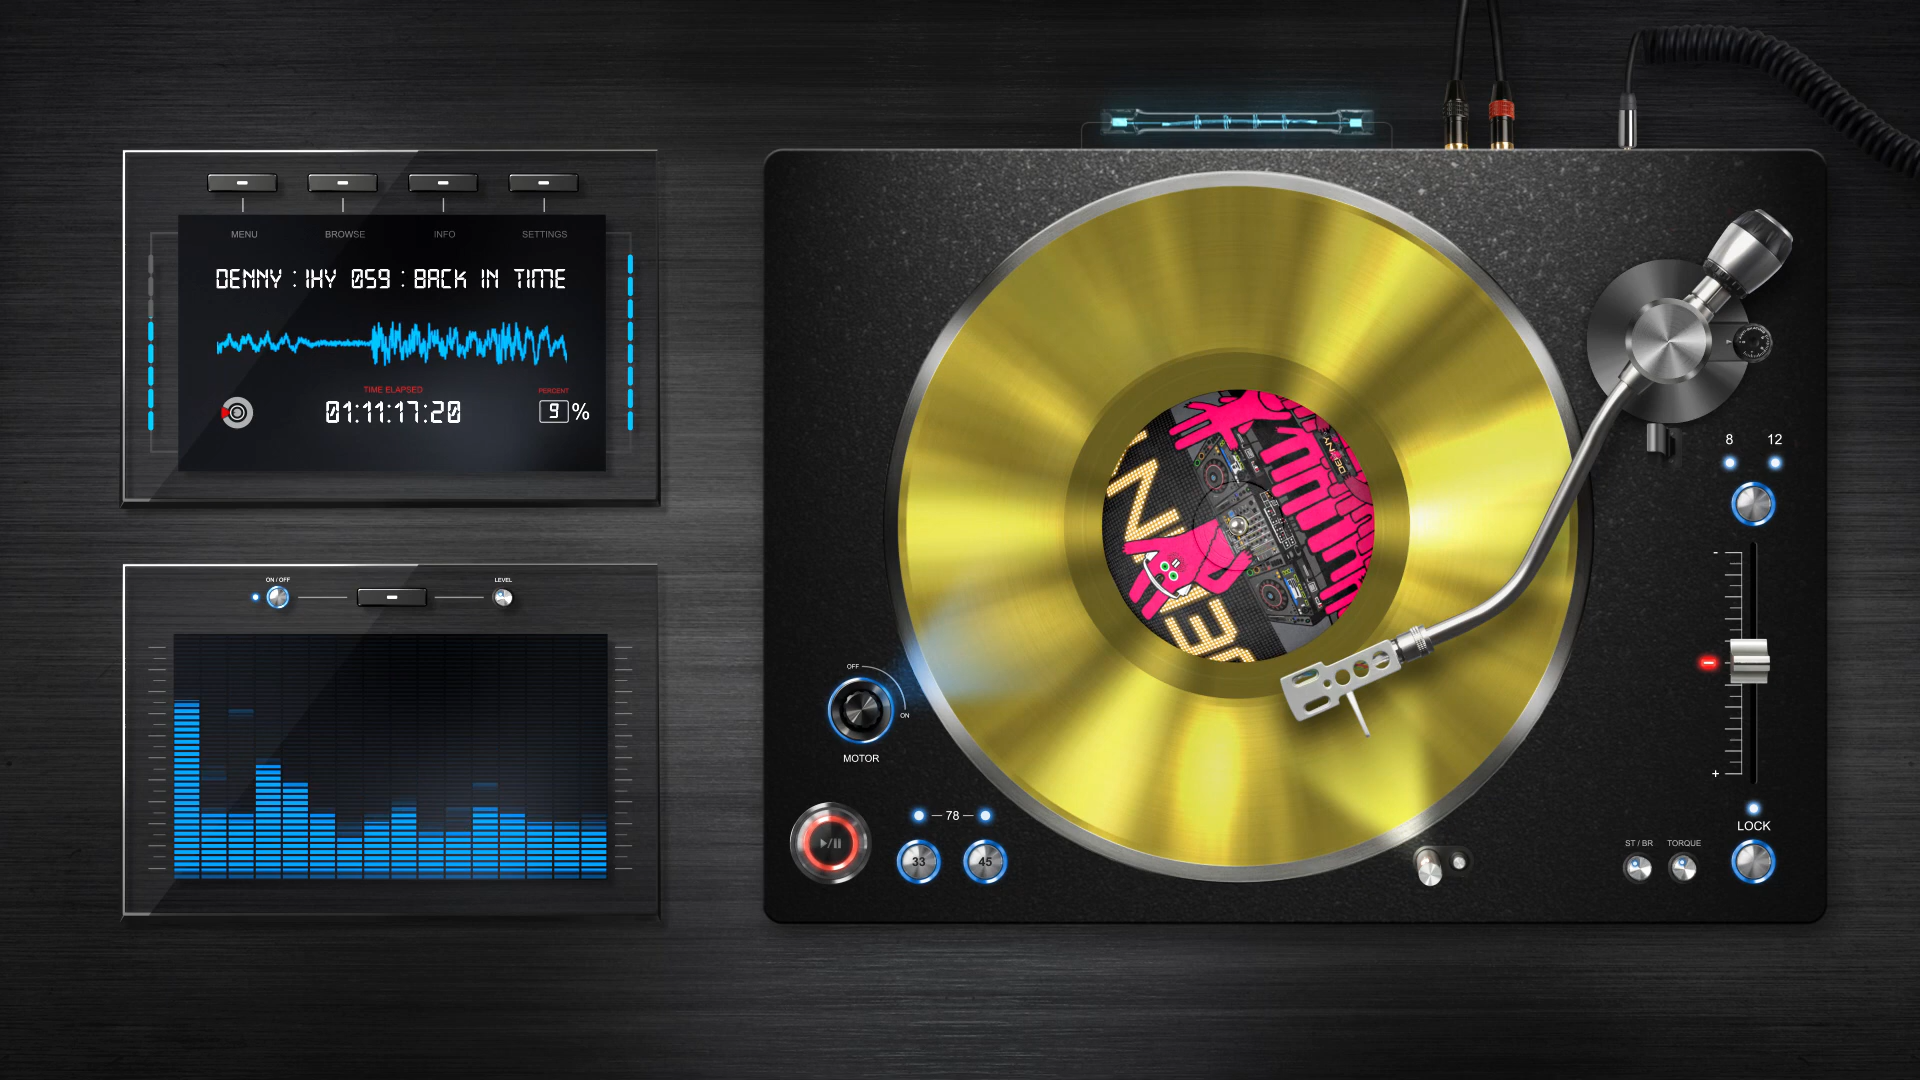 MENU BROWSE INFO SETTINGS
DENNY : IHY 059 : BACK IN TIME
TIME ELAPSED
01:11:17:20
PERCENT
9 %
ON / OFF
LEVEL
OFF
ON
MOTOR
78
33
45
8 12
-
+
LOCK
ST / BR
TORQUE
DENNY